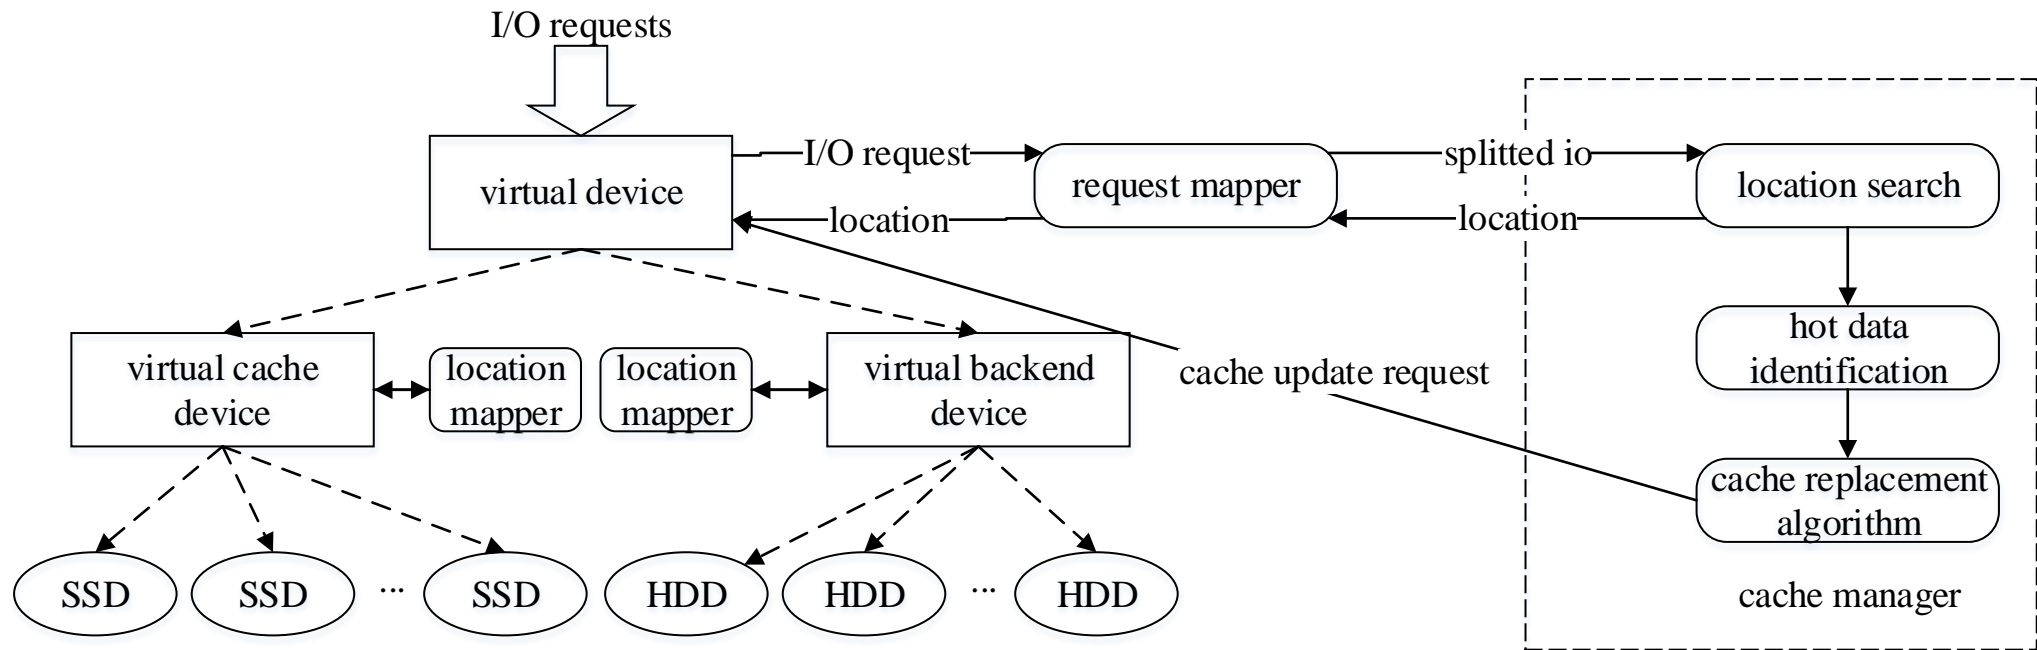 I/O requests
virtual device
I/O request
request mapper
splitted io
location search
location
location
hot data
identification
virtual cache
device
location
mapper
location
mapper
virtual backend
device
cache update request
cache replacement
algorithm
SSD
SSD
...
SSD
HDD
HDD
...
HDD
cache manager